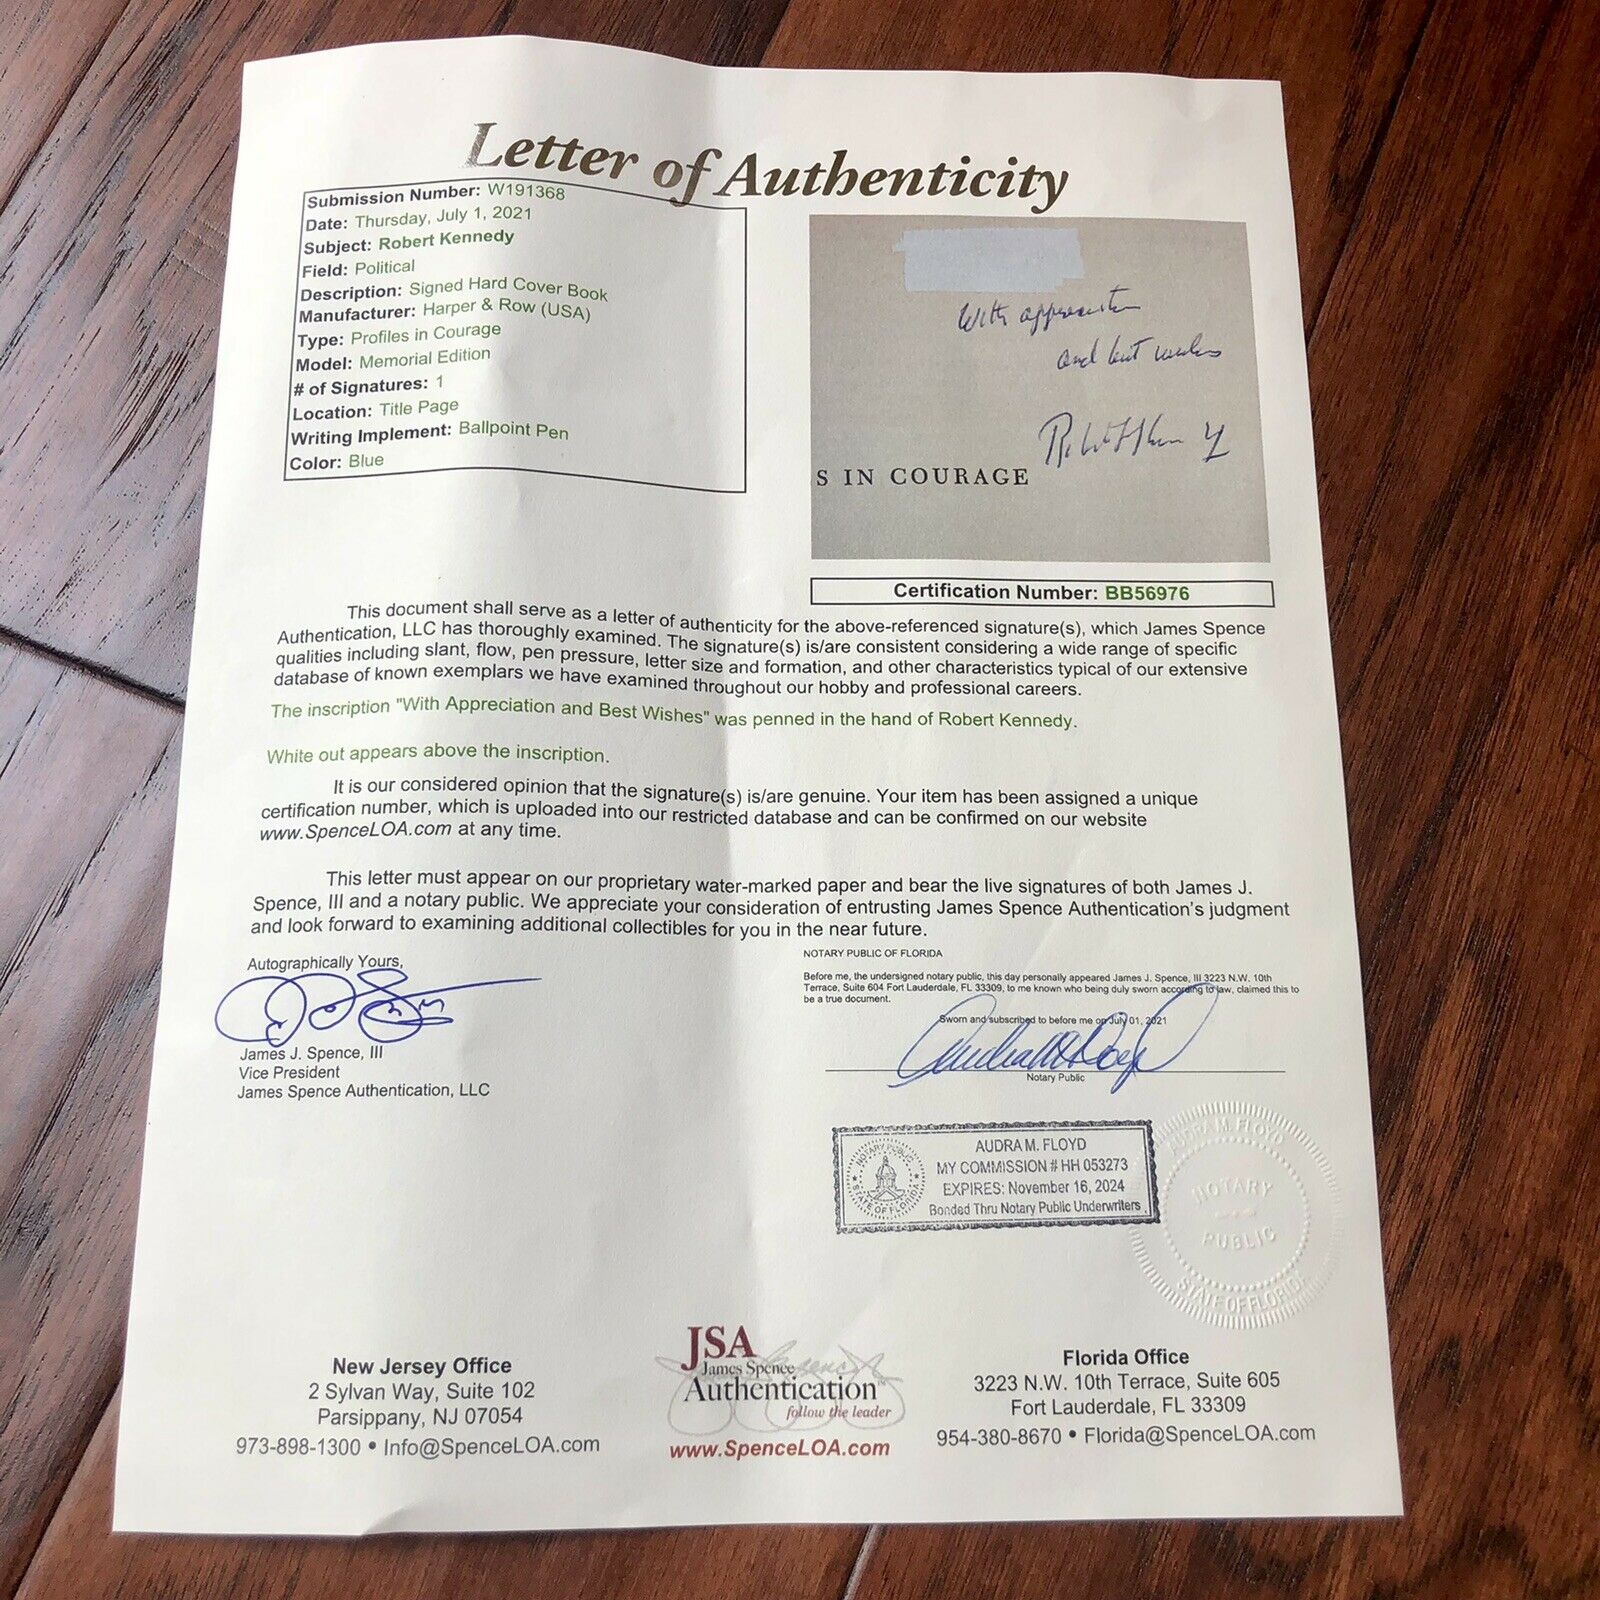 Letter of Authenticity
Submission Number: W191368
Date: Thursday, July 1, 2021
Subject: Robert Kennedy
Field: Political
Description: Signed Hard Cover Book
Manufacturer: Harper & Row (USA)
Type: Profiles in Courage
Model: Memorial Edition
# of Signatures: 1
Location: Title Page
Writing Implement: Ballpoint Pen
Color: Blue
With appreciation
and best wishes
Robert F Kennedy
S IN COURAGE
Certification Number: BB56976
This document shall serve as a letter of authenticity for the above-referenced signature(s), which James Spence
Authentication, LLC has thoroughly examined. The signature(s) is/are consistent considering a wide range of specific
qualities including slant, flow, pen pressure, letter size and formation, and other characteristics typical of our extensive
database of known exemplars we have examined throughout our hobby and professional careers.
The inscription "With Appreciation and Best Wishes" was penned in the hand of Robert Kennedy.
White out appears above the inscription.
It is our considered opinion that the signature(s) is/are genuine. Your item has been assigned a unique
certification number, which is uploaded into our restricted database and can be confirmed on our website
www.SpenceLOA.com at any time.
This letter must appear on our proprietary water-marked paper and bear the live signatures of both James J.
Spence, III and a notary public. We appreciate your consideration of entrusting James Spence Authentication's judgment
and look forward to examining additional collectibles for you in the near future.
Autographically Yours,
James J. Spence, III
Vice President
James Spence Authentication, LLC
NOTARY PUBLIC OF FLORIDA
Before me, the undersigned notary public, this day personally appeared James J. Spence, III 3223 N.W. 10th
Terrace, Suite 604 Fort Lauderdale, FL 33309, to me known who being duly sworn according to law, claimed this to
be a true document.
Sworn and subscribed to before me on July 01, 2021
Audra M Floyd
Notary Public
NOTARY PUBLIC
STATE OF FLORIDA
AUDRA M. FLOYD
MY COMMISSION # HH 053273
EXPIRES: November 16, 2024
Bonded Thru Notary Public Underwriters
AUDRA M. FLOYD
NOTARY
PUBLIC
STATE OF FLORIDA
New Jersey Office
2 Sylvan Way, Suite 102
Parsippany, NJ 07054
973-898-1300 • Info@SpenceLOA.com
JSA
James Spence
Authentication™
follow the leader
www.SpenceLOA.com
Florida Office
3223 N.W. 10th Terrace, Suite 605
Fort Lauderdale, FL 33309
954-380-8670 • Florida@SpenceLOA.com